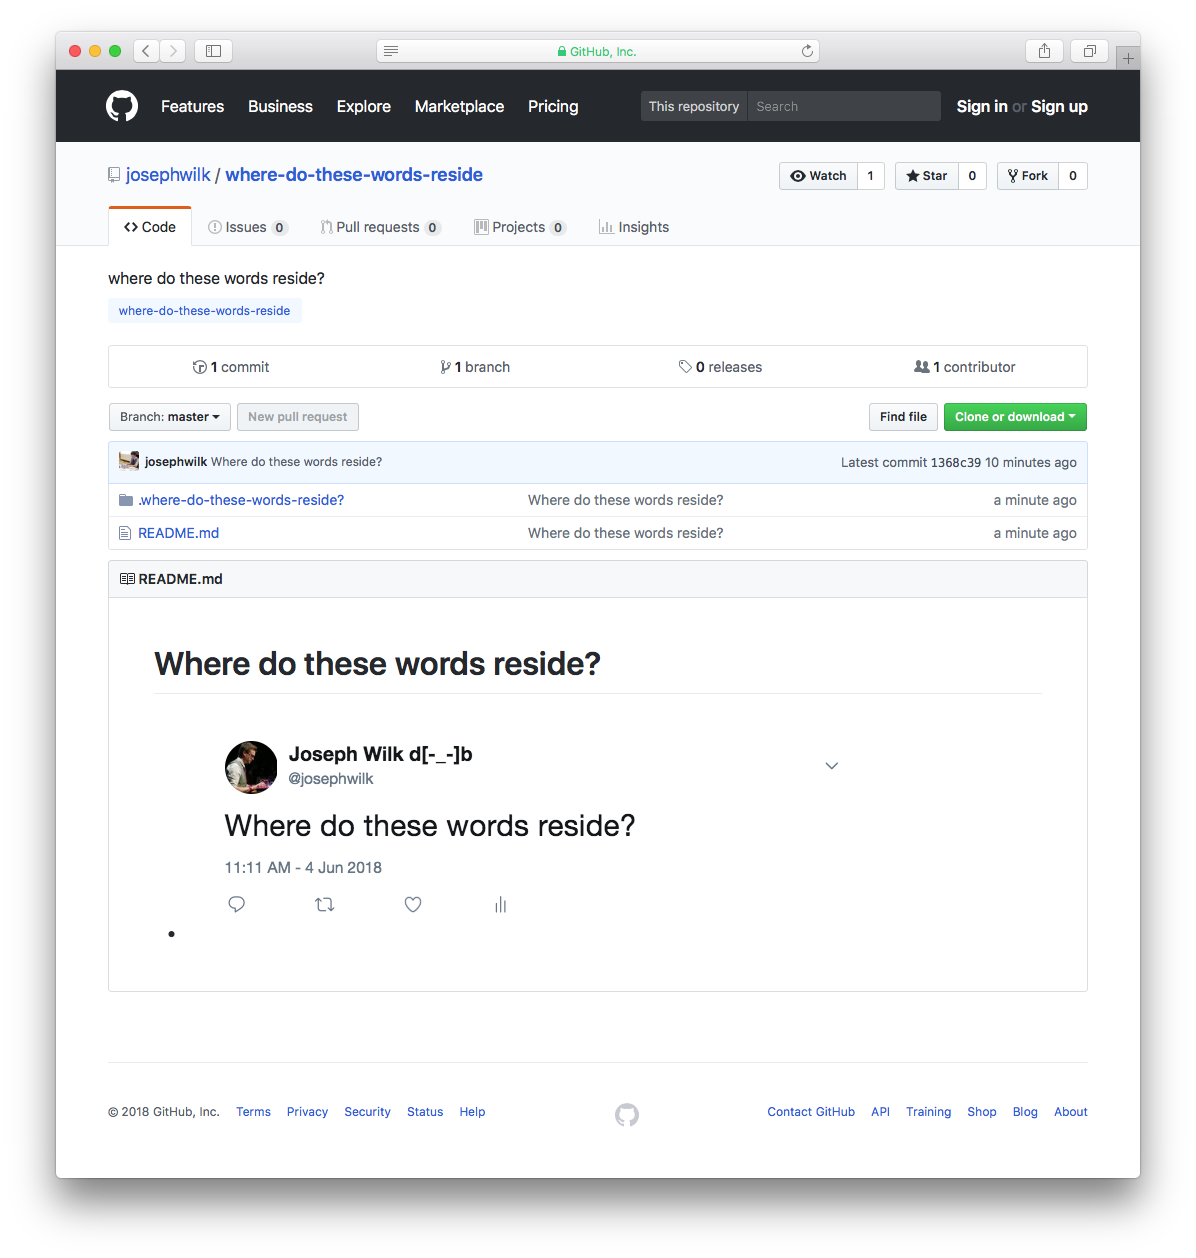 GitHub, Inc.
Features Business Explore Marketplace Pricing This repository Search Sign in or Sign up
josephwilk / where-do-these-words-reside Watch 1 Star 0 Fork 0
Code Issues 0 Pull requests 0 Projects 0 Insights
where do these words reside?
where-do-these-words-reside
1 commit 1 branch 0 releases 1 contributor
Branch: master New pull request Find file Clone or download
josephwilk Where do these words reside? Latest commit 1368c39 10 minutes ago
.where-do-these-words-reside? Where do these words reside? a minute ago
README.md Where do these words reside? a minute ago
README.md
Where do these words reside?
Joseph Wilk d[-_-]b
@josephwilk
Where do these words reside?
11:11 AM - 4 Jun 2018
© 2018 GitHub, Inc. Terms Privacy Security Status Help Contact GitHub API Training Shop Blog About